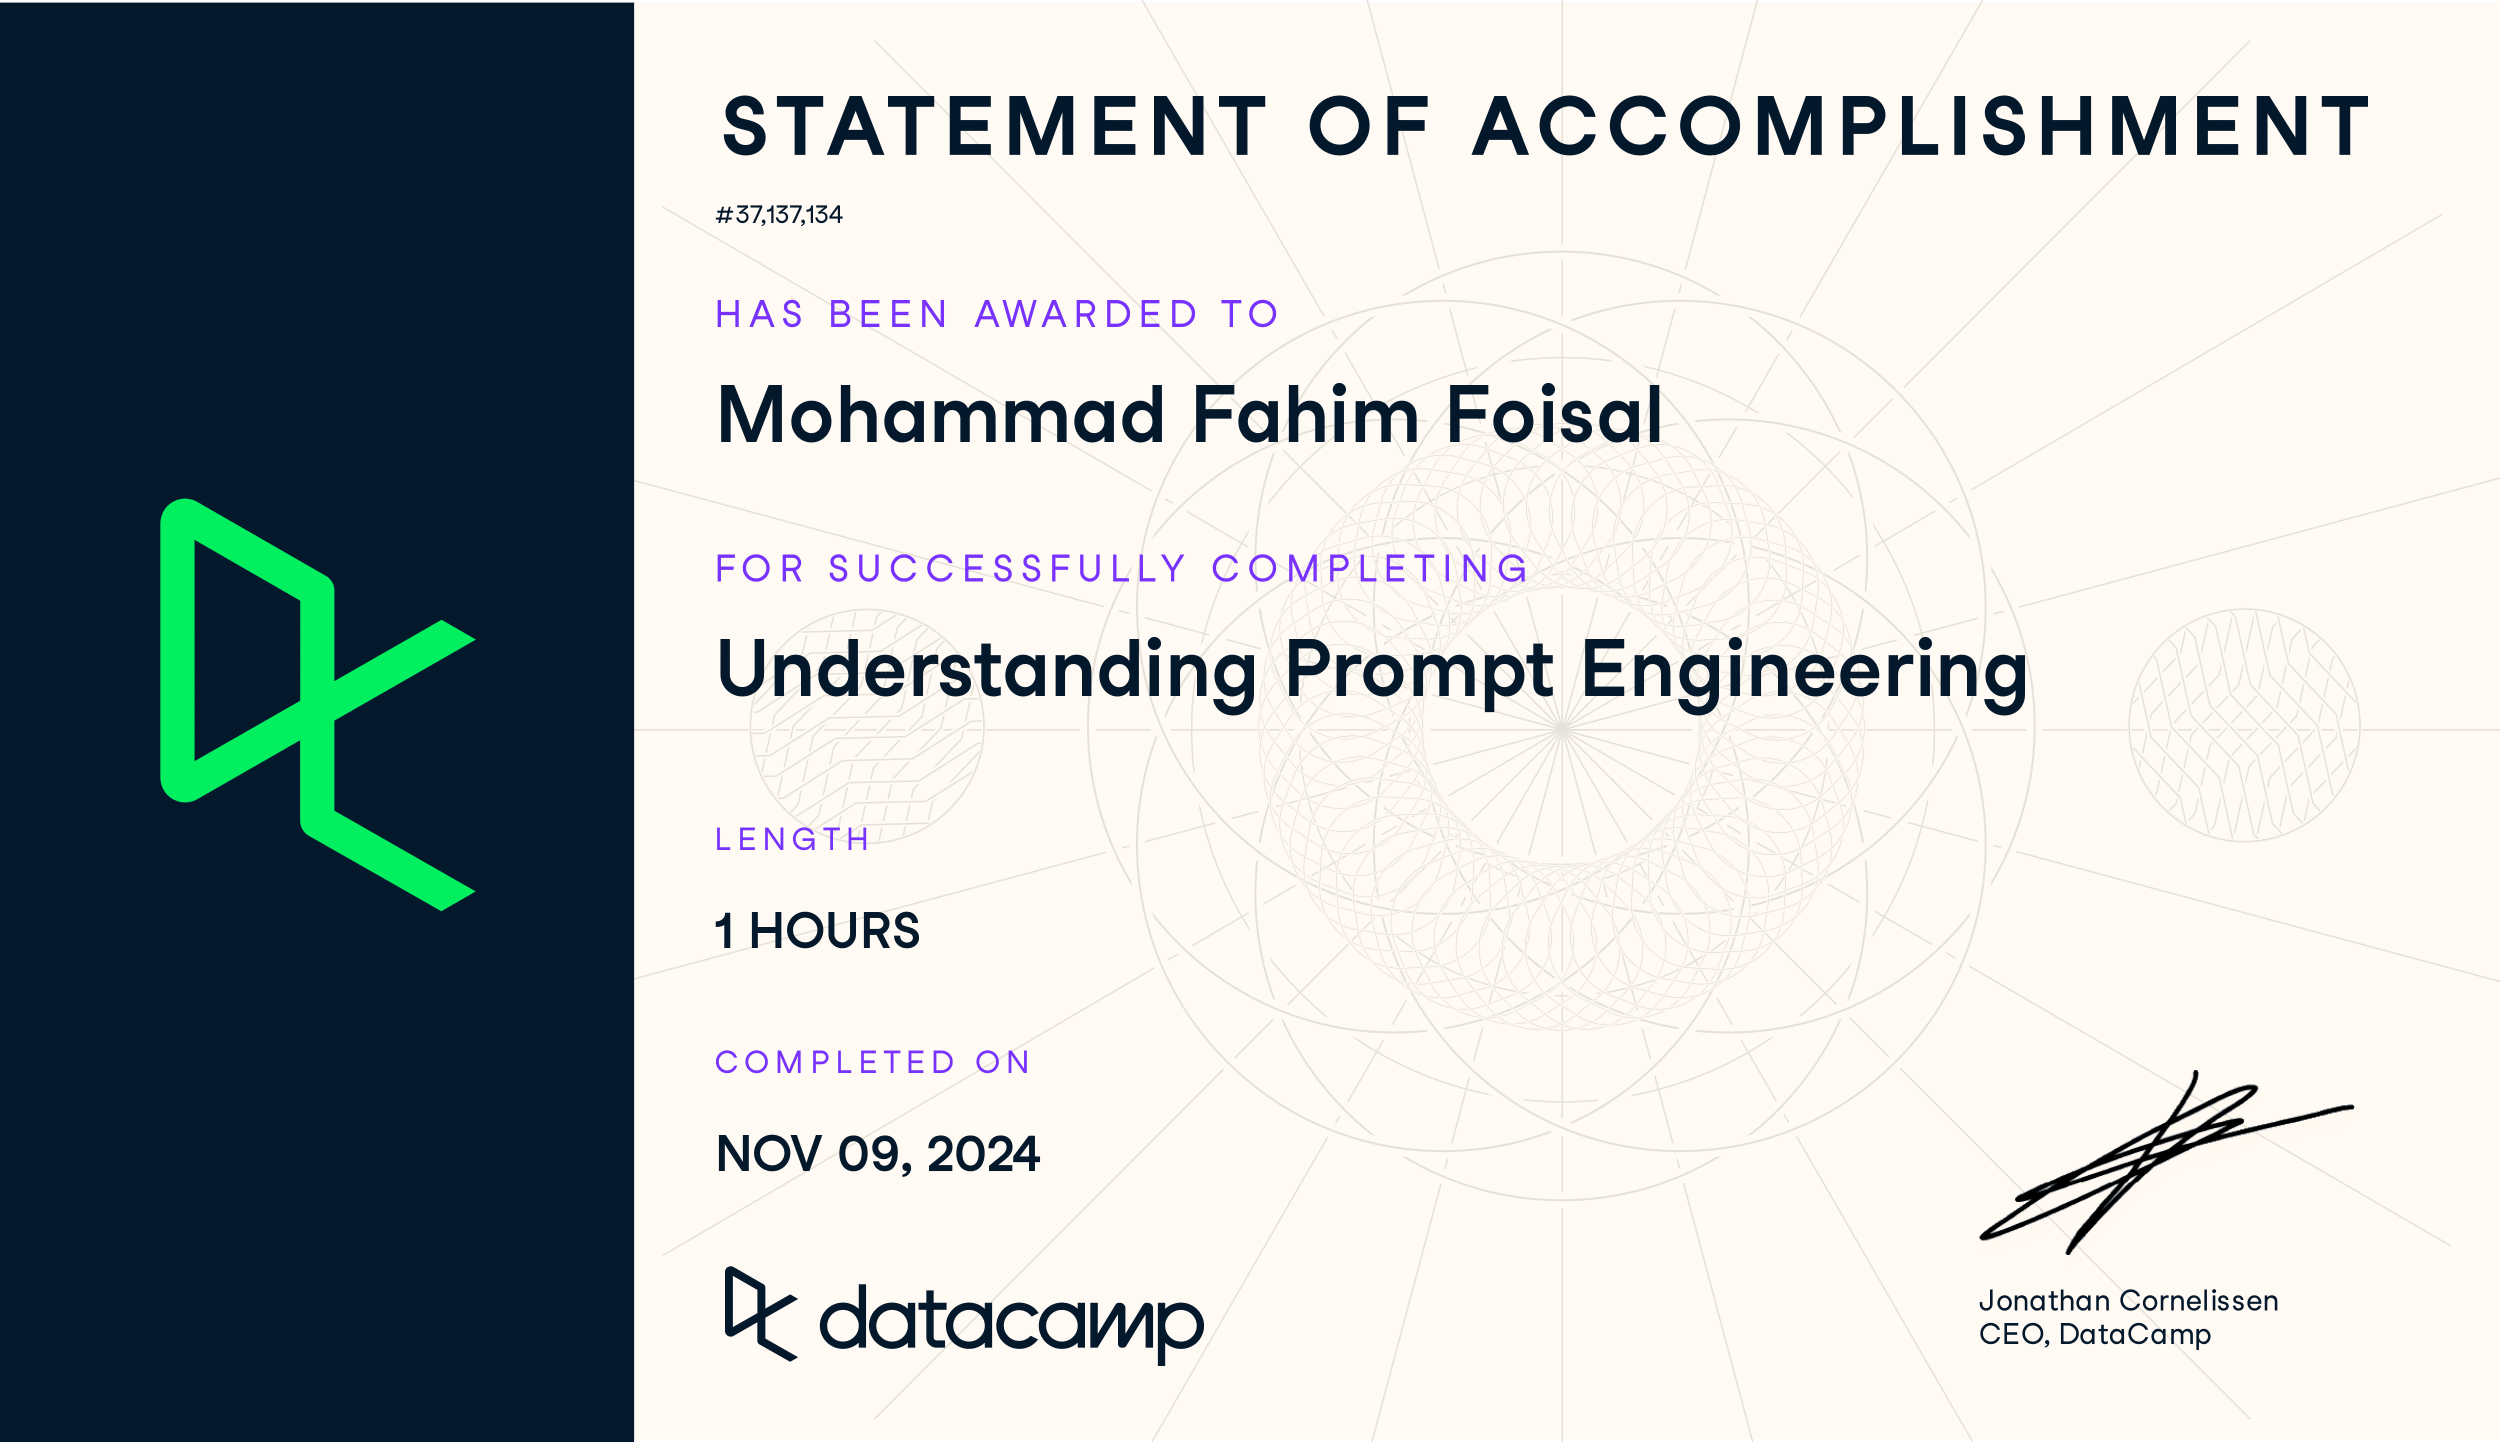 STATEMENT OF ACCOMPLISHMENT
#37,137,134
HAS BEEN AWARDED TO
Mohammad Fahim Foisal
FOR SUCCESSFULLY COMPLETING
Understanding Prompt Engineering
LENGTH
1 HOURS
COMPLETED ON
NOV 09, 2024
datacamp
Jonathan Cornelissen
CEO, DataCamp